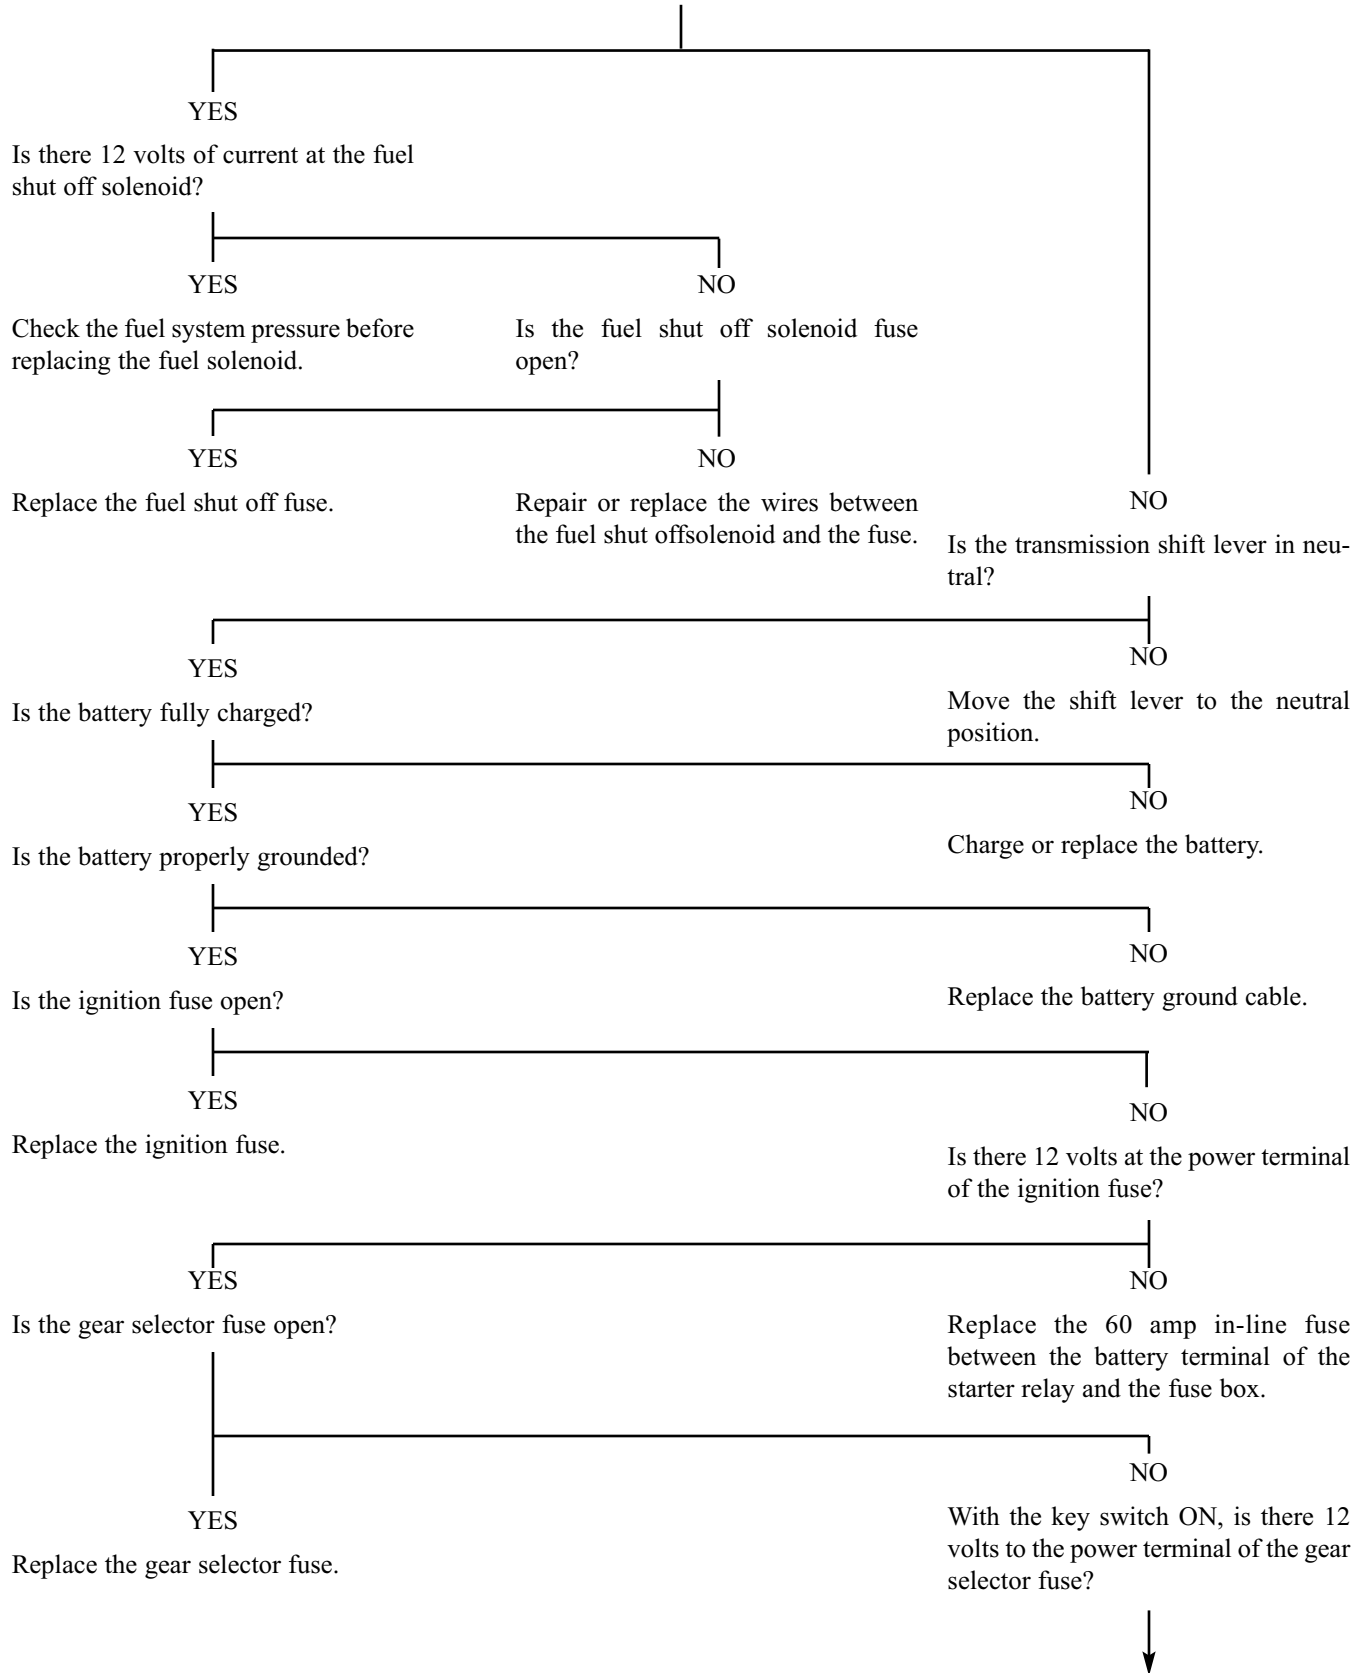 YES
Is there 12 volts of current at the fuel
shut off solenoid?
YES
NO
Check the fuel system pressure before
replacing the fuel solenoid.
Is the fuel shut off solenoid fuse
open?
YES
NO
Replace the fuel shut off fuse.
Repair or replace the wires between
the fuel shut offsolenoid and the fuse.
NO
Is the transmission shift lever in neu-
tral?
YES
NO
Is the battery fully charged?
Move the shift lever to the neutral
position.
YES
NO
Is the battery properly grounded?
Charge or replace the battery.
YES
NO
Is the ignition fuse open?
Replace the battery ground cable.
YES
NO
Replace the ignition fuse.
Is there 12 volts at the power terminal
of the ignition fuse?
YES
NO
Is the gear selector fuse open?
Replace the 60 amp in-line fuse
between the battery terminal of the
starter relay and the fuse box.
NO
With the key switch ON, is there 12
volts to the power terminal of the gear
selector fuse?
YES
Replace the gear selector fuse.